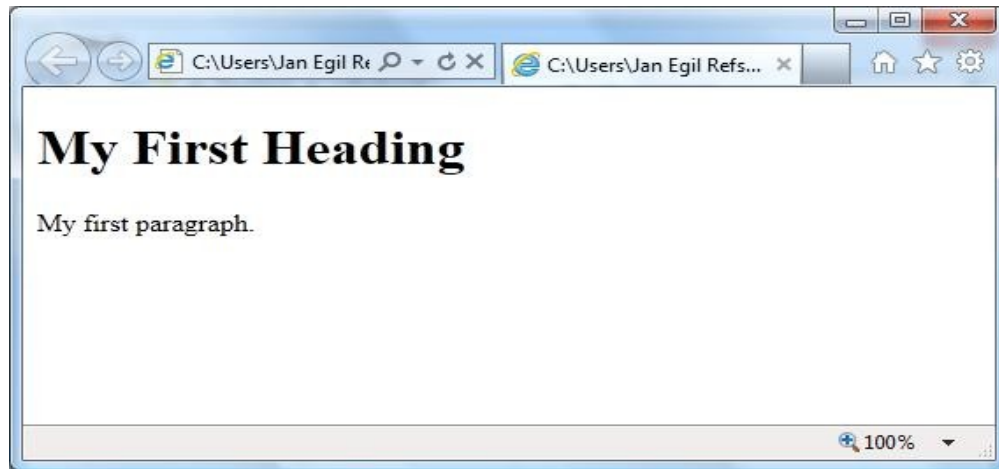 C:\Users\Jan Egil Re
C:\Users\Jan Egil Refs...
My First Heading
My first paragraph.
100%